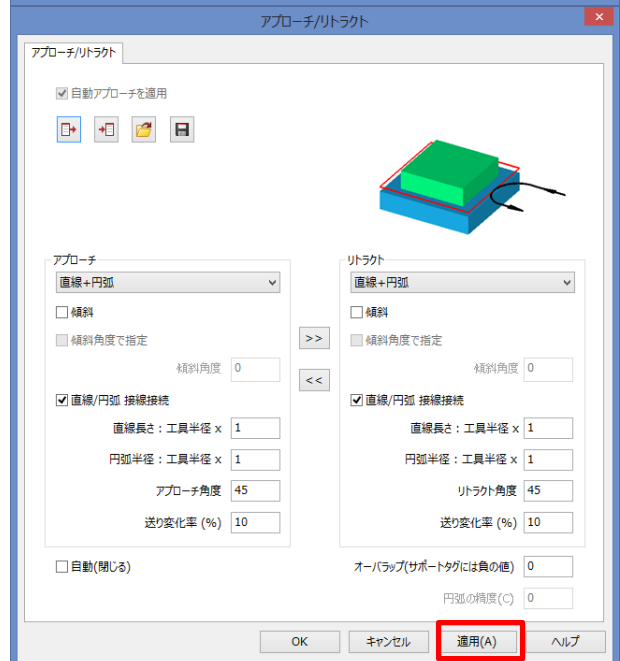 アプローチ/リトラクト
アプローチ/リトラクト
自動アプローチを適用
アプローチ
直線+円弧
傾斜
傾斜角度で指定
傾斜角度 0
直線/円弧 接線接続
直線長さ：工具半径 x 1
円弧半径：工具半径 x 1
アプローチ角度 45
送り変化率 (%) 10
>>
<<
リトラクト
直線+円弧
傾斜
傾斜角度で指定
傾斜角度 0
直線/円弧 接線接続
直線長さ：工具半径 x 1
円弧半径：工具半径 x 1
リトラクト角度 45
送り変化率 (%) 10
自動(閉じる)
オーバラップ(サポートタグには負の値) 0
円弧の精度(C) 0
OK
キャンセル
適用(A)
ヘルプ